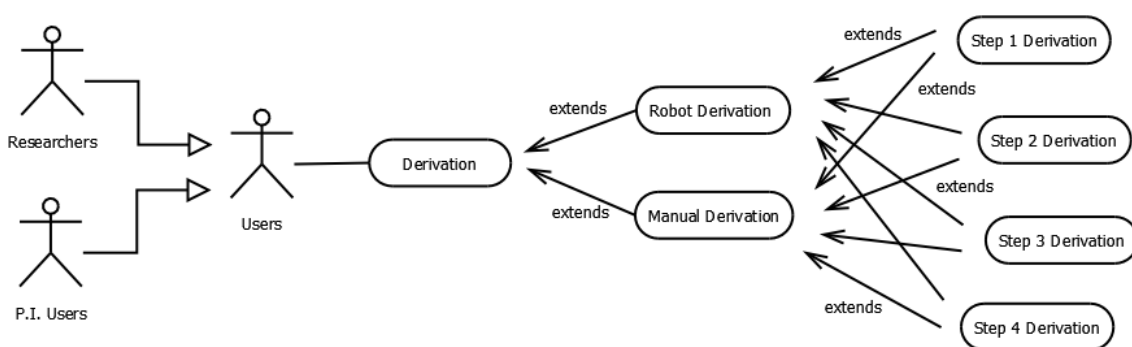 Researchers
P.I. Users
Users
Derivation
extends
extends
Robot Derivation
Manual Derivation
extends
extends
extends
extends
Step 1 Derivation
Step 2 Derivation
Step 3 Derivation
Step 4 Derivation